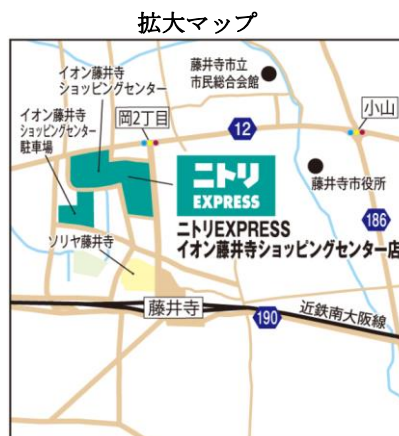 拡大マップ
イオン藤井寺
ショッピングセンター
藤井寺市立
市民総合会館
イオン藤井寺
ショッピングセンター
駐車場
岡2丁目
小山
12
ニトリ
EXPRESS
藤井寺市役所
186
ニトリEXPRESS
イオン藤井寺ショッピングセンター店
ソリヤ藤井寺
藤井寺
190
近鉄南大阪線